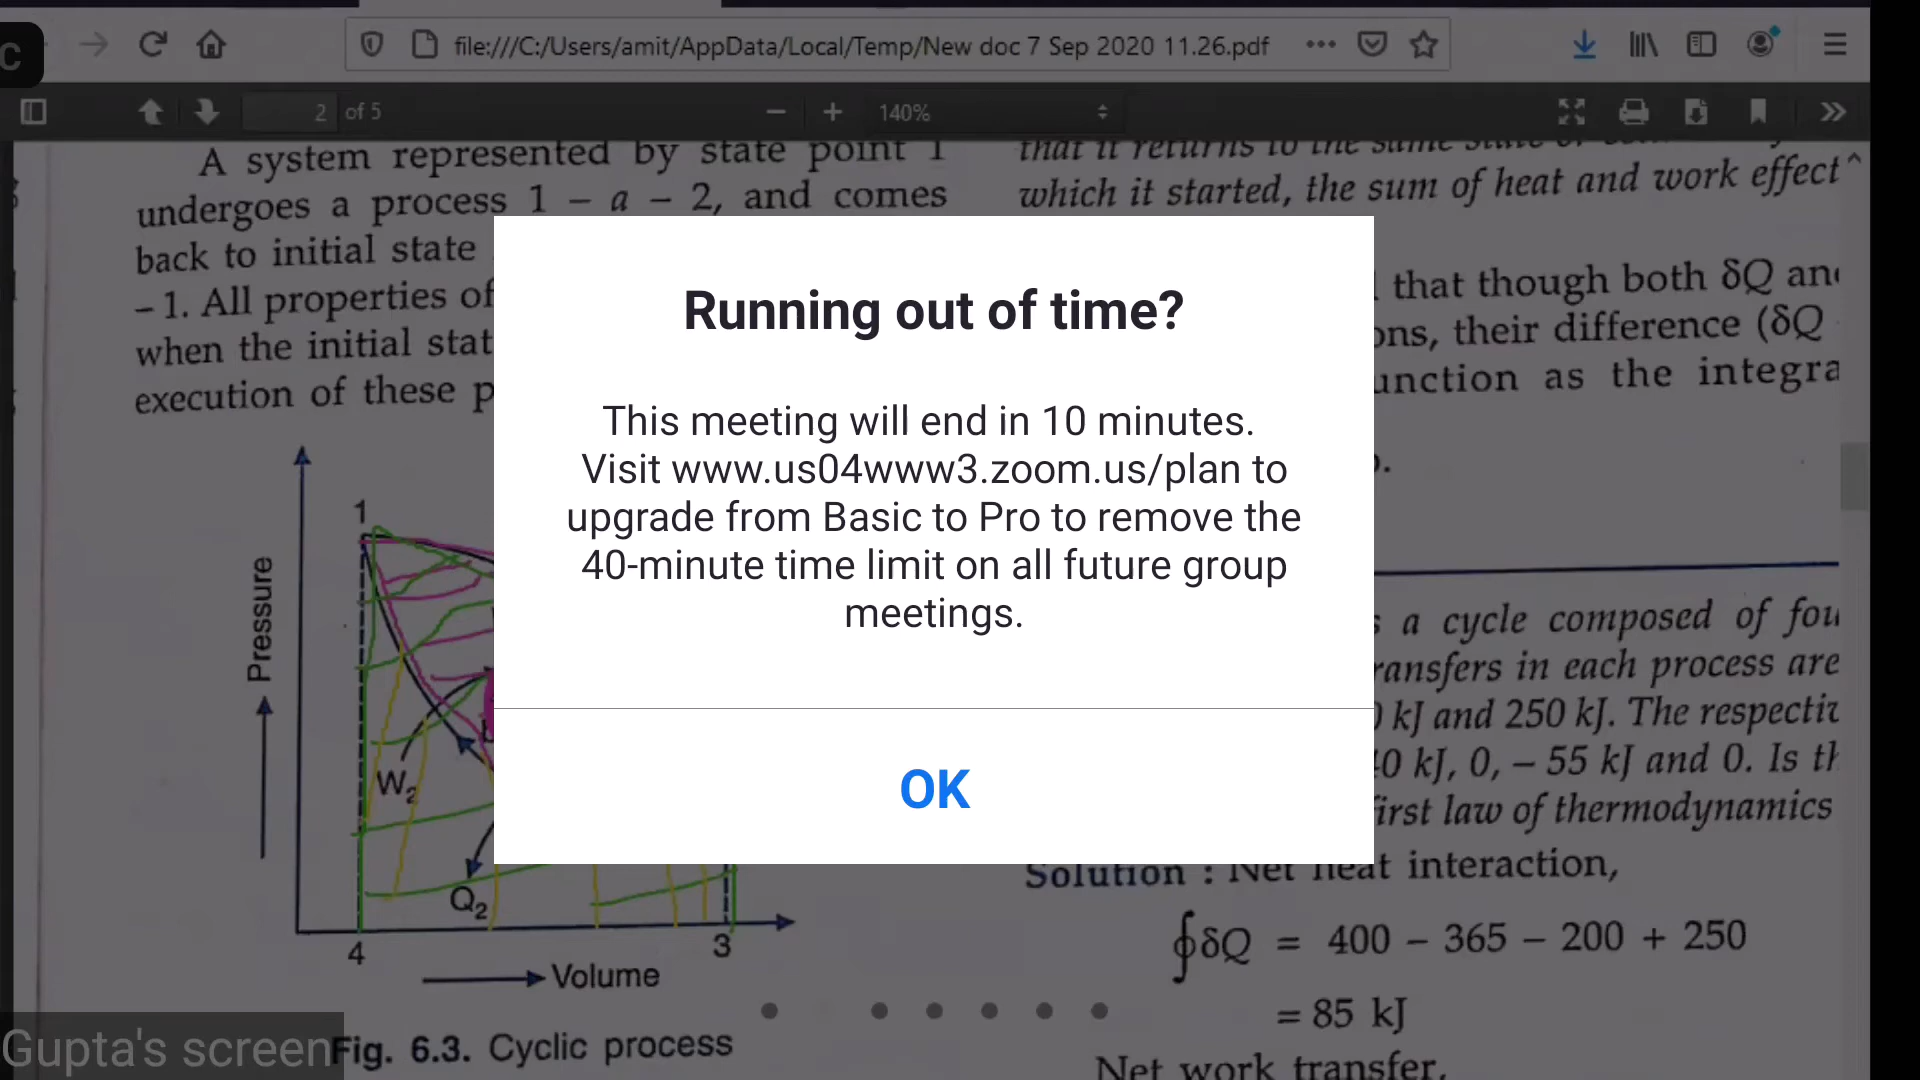 C
file:///C:/Users/amit/AppData/Local/Temp/New doc 7 Sep 2020 11.26.pdf
2 of 5
140%
A system represented by state point 1
undergoes a process 1 – a – 2, and comes
back to initial state
– 1. All properties of
when the initial stat
execution of these p
1
Pressure
W2
Q2
4
3
Volume
Fig. 6.3. Cyclic process
Gupta's screen
that it returns to the same
which it started, the sum of heat and work effect
that though both δQ an
ons, their difference (δQ
unction as the integra
Running out of time?
This meeting will end in 10 minutes.
Visit www.us04www3.zoom.us/plan to
upgrade from Basic to Pro to remove the
40-minute time limit on all future group
meetings.
OK
s a cycle composed of fou
ransfers in each process are
0 kJ and 250 kJ. The respectiv
40 kJ, 0, – 55 kJ and 0. Is th
first law of thermodynamics
Solution : Net heat interaction,
∮δQ = 400 – 365 – 200 + 250
= 85 kJ
Net work transfer,